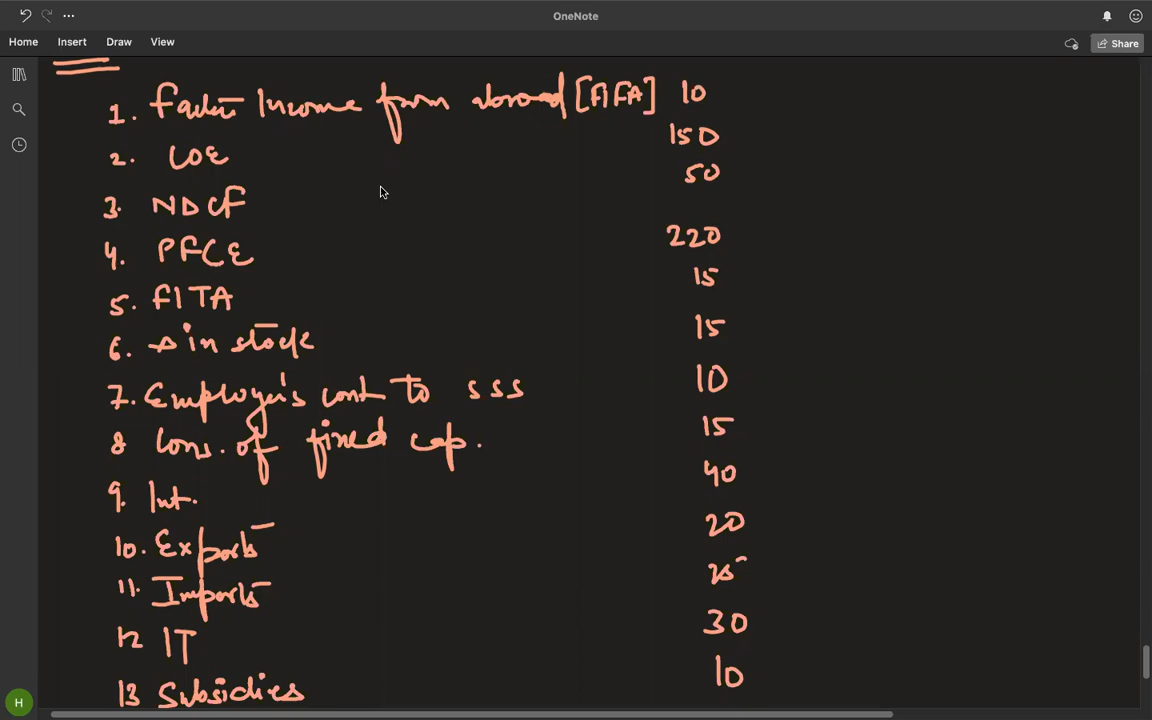 OneNote
Home Insert Draw View Share
1. Factor Income from abroad [FIFA] 10
2. COE 150
3. NDCF 50
4. PFCE 220
5. FITA 15
6. Δ in stock 15
7. Employer's cont to SSS 10
8 Cons. of fixed cap. 15
9. Int. 40
10. Exports 20
11. Imports 25
12 IT 30
13 Subsidies 10
H